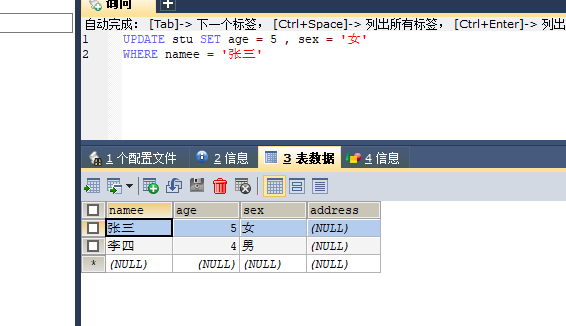 询问
自动完成： [Tab]-> 下一个标签， [Ctrl+Space]-> 列出所有标签， [Ctrl+Enter]-> 列出
1 UPDATE stu SET age = 5 , sex = '女'
2 WHERE namee = '张三'
1 个配置文件 2 信息 3 表数据 4 信息
namee age sex address
张三 5 女 (NULL)
李四 4 男 (NULL)
* (NULL) (NULL) (NULL) (NULL)